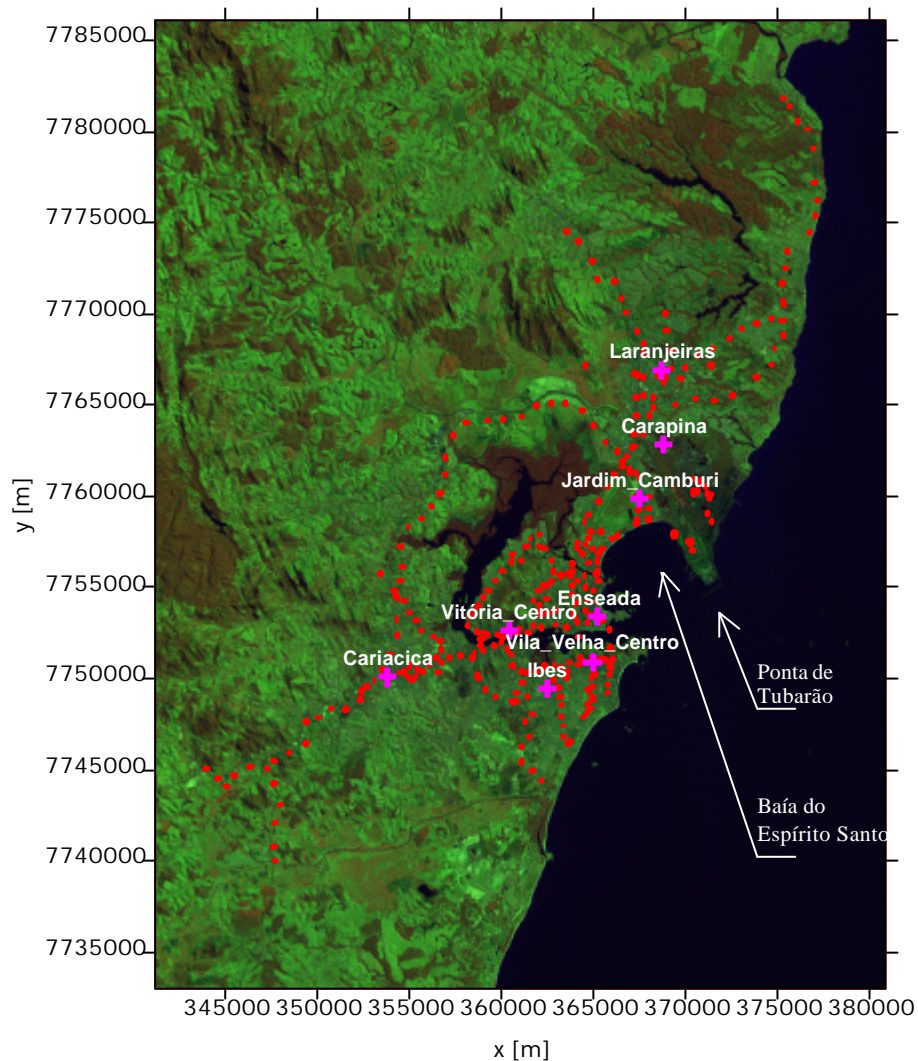 7785000
7780000
7775000
7770000
Laranjeiras
7765000
Carapina
Jardim_Camburi
7760000
y [m]
7755000
Enseada
Vitória_Centro
Vila_Velha_Centro
Cariacica
Ibes
7750000
Ponta de
Tubarão
7745000
Baía do
Espírito Santo
7740000
7735000
345000 350000 355000 360000 365000 370000 375000 380000
x [m]